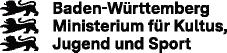 Baden-Württemberg
Ministerium für Kultus,
Jugend und Sport